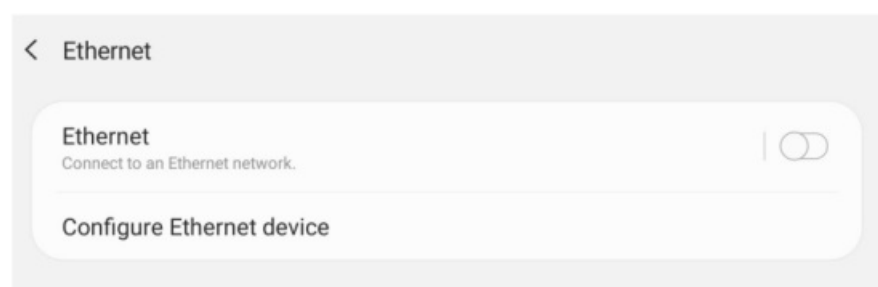 Ethernet
Ethernet
Connect to an Ethernet network.
Configure Ethernet device